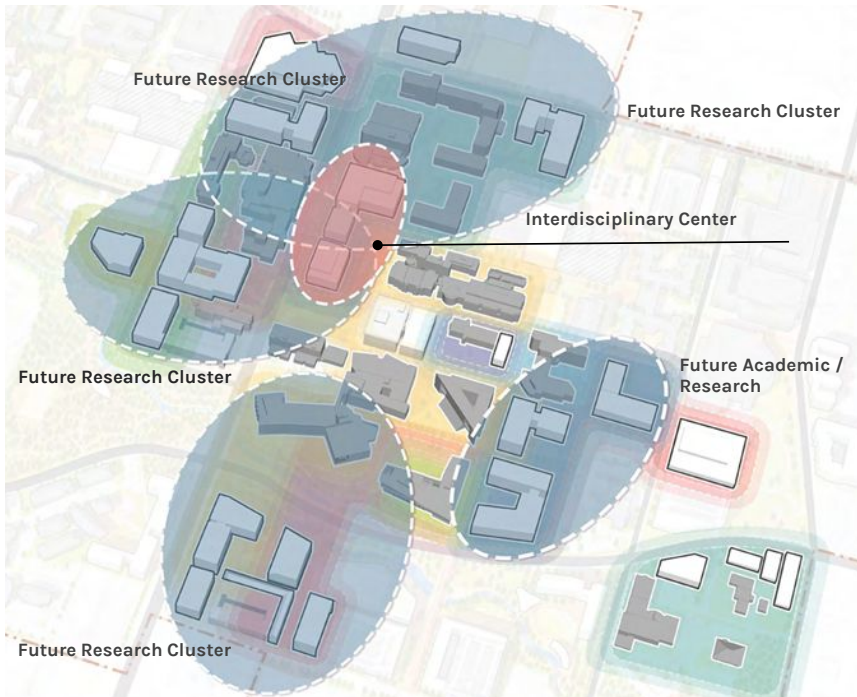 Future Research Cluster
Future Research Cluster
Interdisciplinary Center
Future Academic /
Research
Future Research Cluster
Future Research Cluster